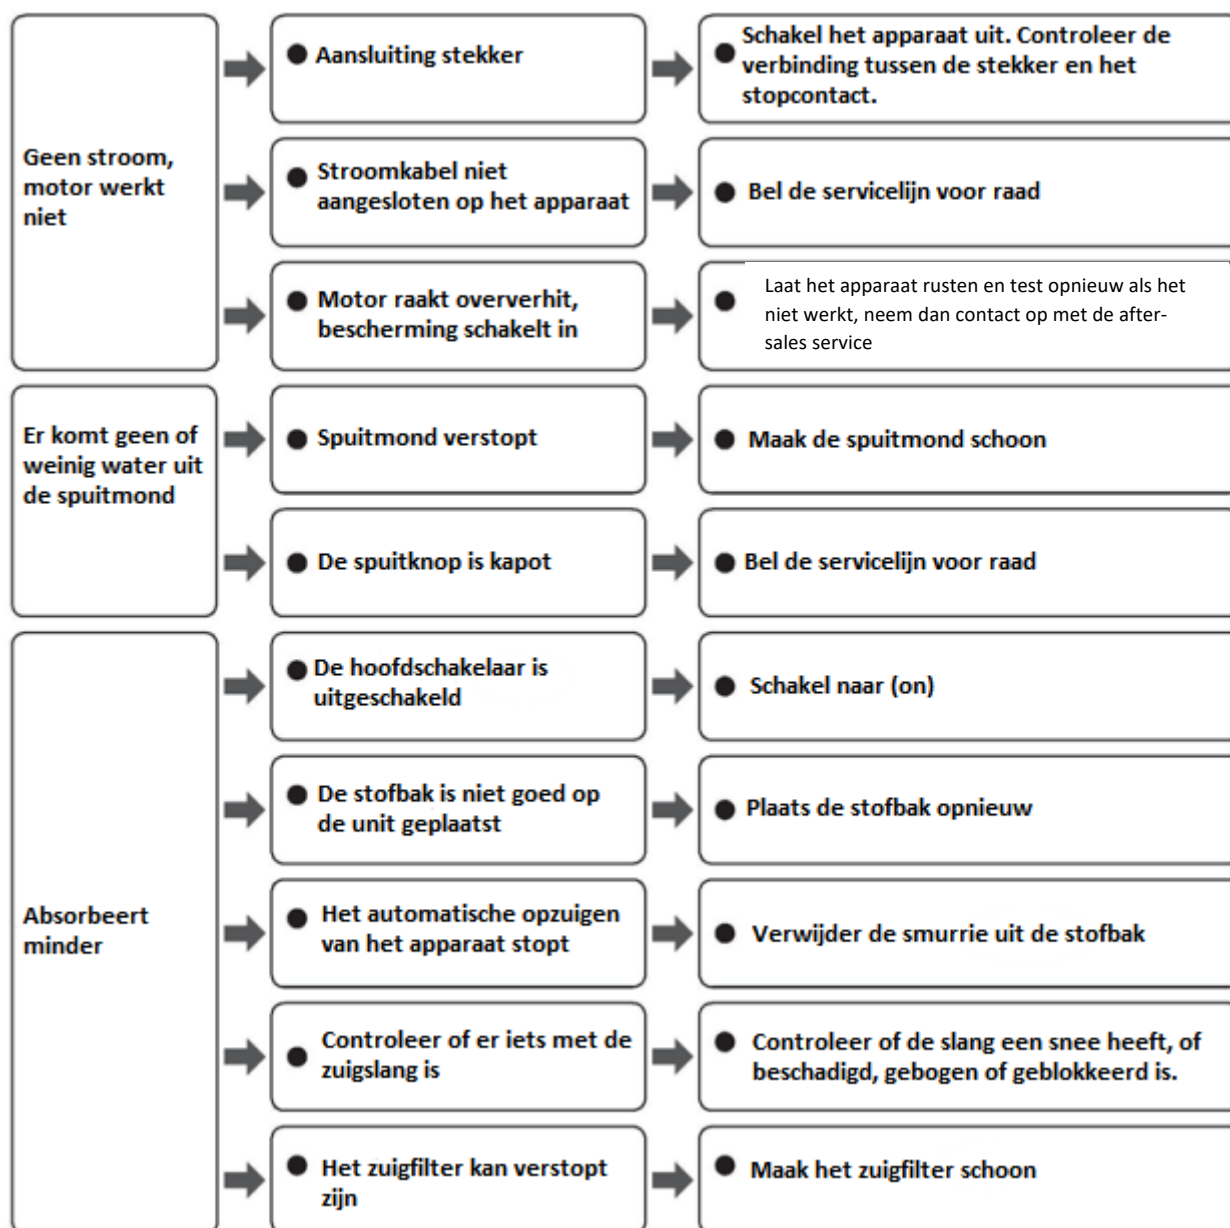 Geen stroom,
motor werkt
niet
● Aansluiting stekker
● Schakel het apparaat uit. Controleer de
verbinding tussen de stekker en het
stopcontact.
● Stroomkabel niet
aangesloten op het apparaat
● Bel de servicelijn voor raad
● Motor raakt oververhit,
bescherming schakelt in
● Laat het apparaat rusten en test opnieuw als het
niet werkt, neem dan contact op met de after-
sales service
Er komt geen of
weinig water uit
de spuitmond
● Spuitmond verstopt
● Maak de spuitmond schoon
● De spuitknop is kapot
● Bel de servicelijn voor raad
Absorbeert
minder
● De hoofdschakelaar is
uitgeschakeld
● Schakel naar (on)
● De stofbak is niet goed op
de unit geplaatst
● Plaats de stofbak opnieuw
● Het automatische opzuigen
van het apparaat stopt
● Verwijder de smurrie uit de stofbak
● Controleer of er iets met de
zuigslang is
● Controleer of de slang een snee heeft, of
beschadigd, gebogen of geblokkeerd is.
● Het zuigfilter kan verstopt
zijn
● Maak het zuigfilter schoon